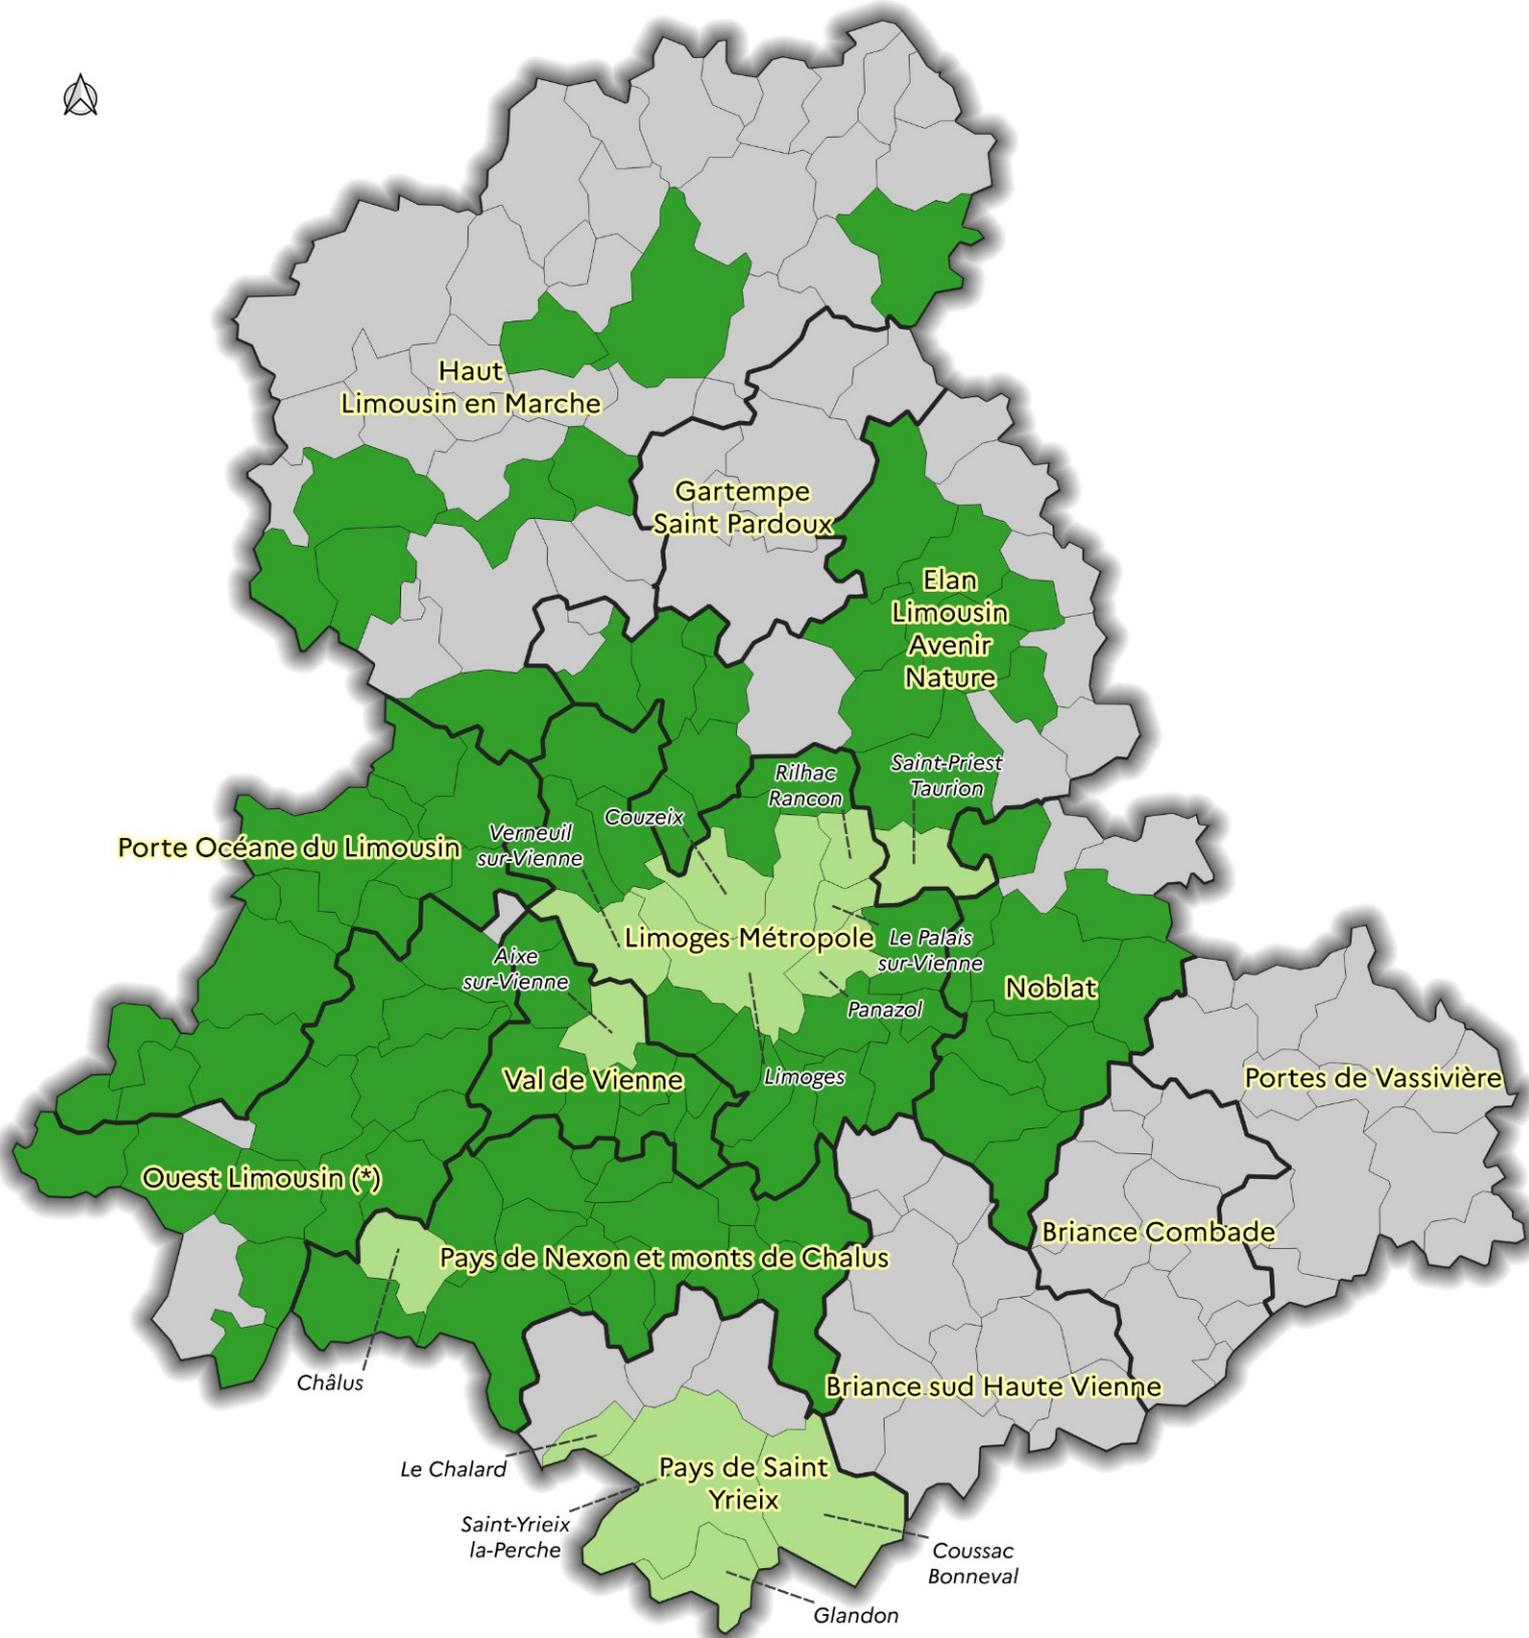 Haut
Limousin en Marche
Gartempe
Saint Pardoux
Elan
Limousin
Avenir
Nature
Rilhac
Rancon
Saint-Priest
Taurion
Couzeix
Verneuil
sur-Vienne
Porte Océane du Limousin
Limoges Métropole
Le Palais
sur-Vienne
Aixe
sur-Vienne
Noblat
Panazol
Val de Vienne
Limoges
Portes de Vassivière
Ouest Limousin (*)
Briance Combade
Pays de Nexon et monts de Chalus
Châlus
Briance sud Haute Vienne
Le Chalard
Pays de Saint
Yrieix
Saint-Yrieix
la-Perche
Coussac
Bonneval
Glandon